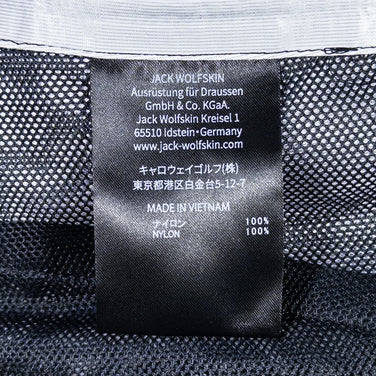 JACK WOLFSKIN
Ausrüstung für Draussen
GmbH & Co. KGaA.
Jack Wolfskin Kreisel 1
65510 Idstein・Germany
www.jack-wolfskin.com
キャロウェイゴルフ(株)
東京都港区白金台5-12-7
MADE IN VIETNAM
ナイロン 100%
NYLON 100%